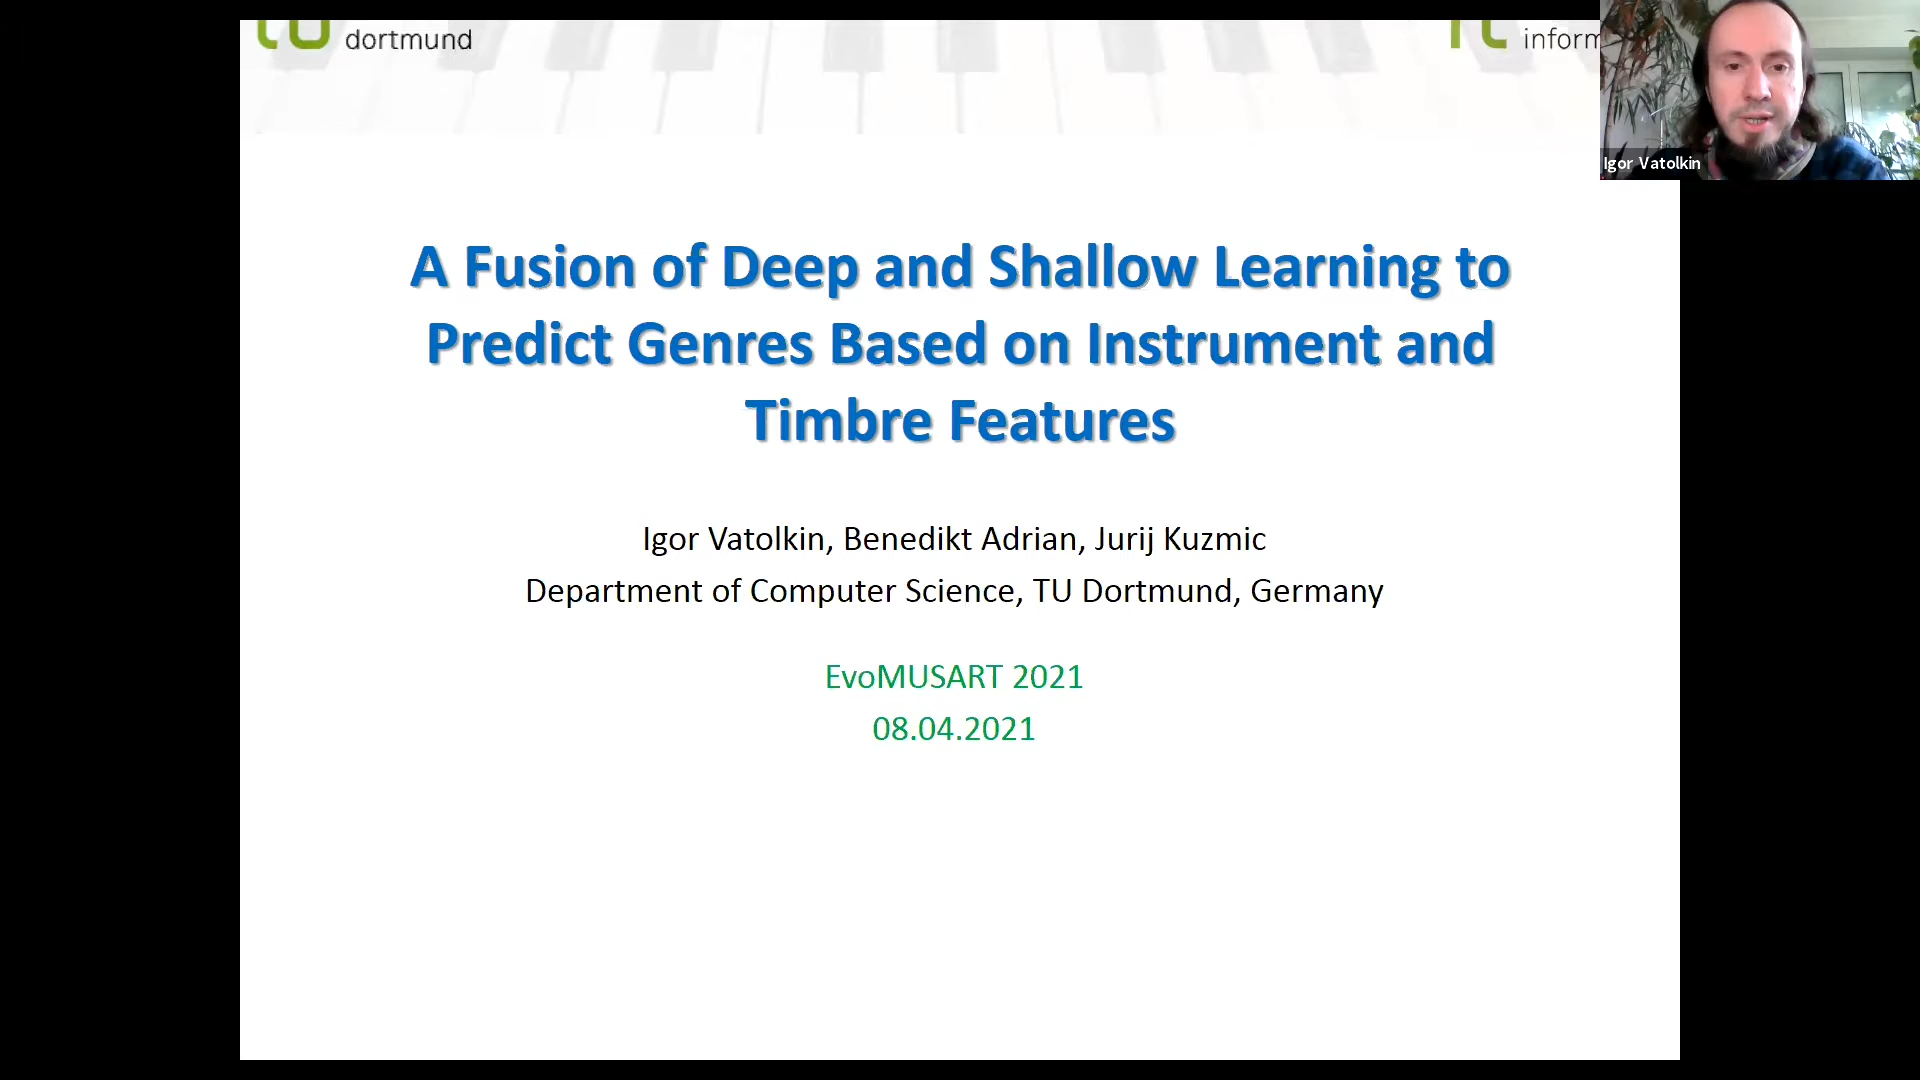 dortmund
Igor Vatolkin
A Fusion of Deep and Shallow Learning to
Predict Genres Based on Instrument and
Timbre Features
Igor Vatolkin, Benedikt Adrian, Jurij Kuzmic
Department of Computer Science, TU Dortmund, Germany
EvoMUSART 2021
08.04.2021